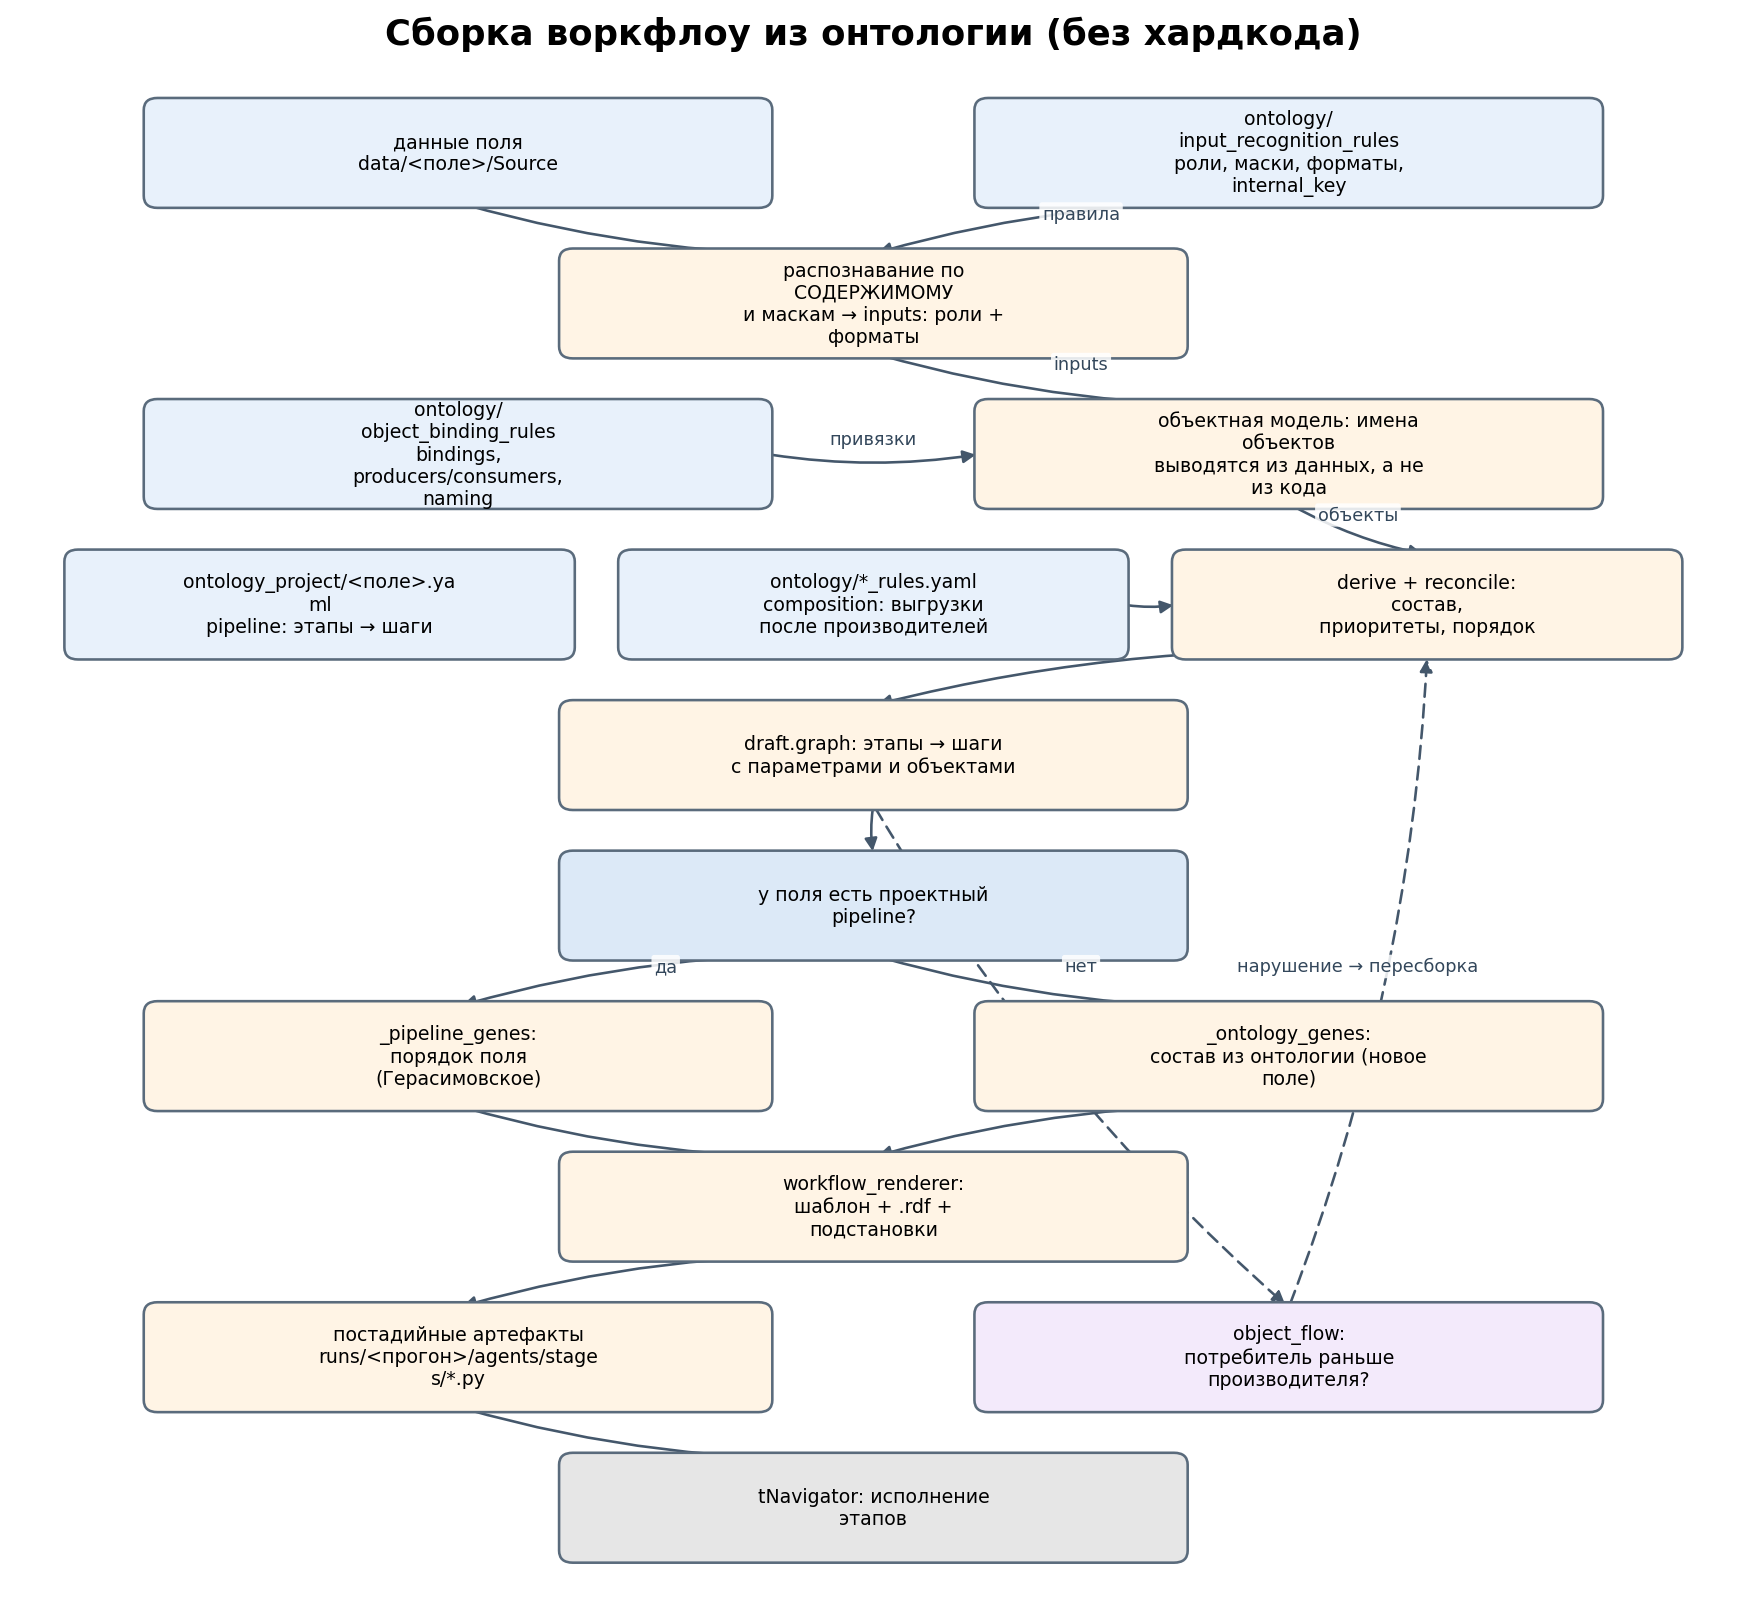 Сборка воркфлоу из онтологии (без хардкода)
данные поля
data/<поле>/Source
ontology/
input_recognition_rules
роли, маски, форматы,
internal_key
правила
распознавание по
СОДЕРЖИМОМУ
и маскам → inputs: роли +
форматы
inputs
ontology/
object_binding_rules
bindings,
producers/consumers,
naming
привязки
объектная модель: имена
объектов
выводятся из данных, а не
из кода
объекты
ontology_project/<поле>.ya
ml
pipeline: этапы → шаги
ontology/*_rules.yaml
composition: выгрузки
после производителей
derive + reconcile:
состав,
приоритеты, порядок
draft.graph: этапы → шаги
с параметрами и объектами
у поля есть проектный
pipeline?
да
нет
нарушение → пересборка
_pipeline_genes:
порядок поля
(Герасимовское)
_ontology_genes:
состав из онтологии (новое
поле)
workflow_renderer:
шаблон + .rdf +
подстановки
постадийные артефакты
runs/<прогон>/agents/stage
s/*.py
object_flow:
потребитель раньше
производителя?
tNavigator: исполнение
этапов